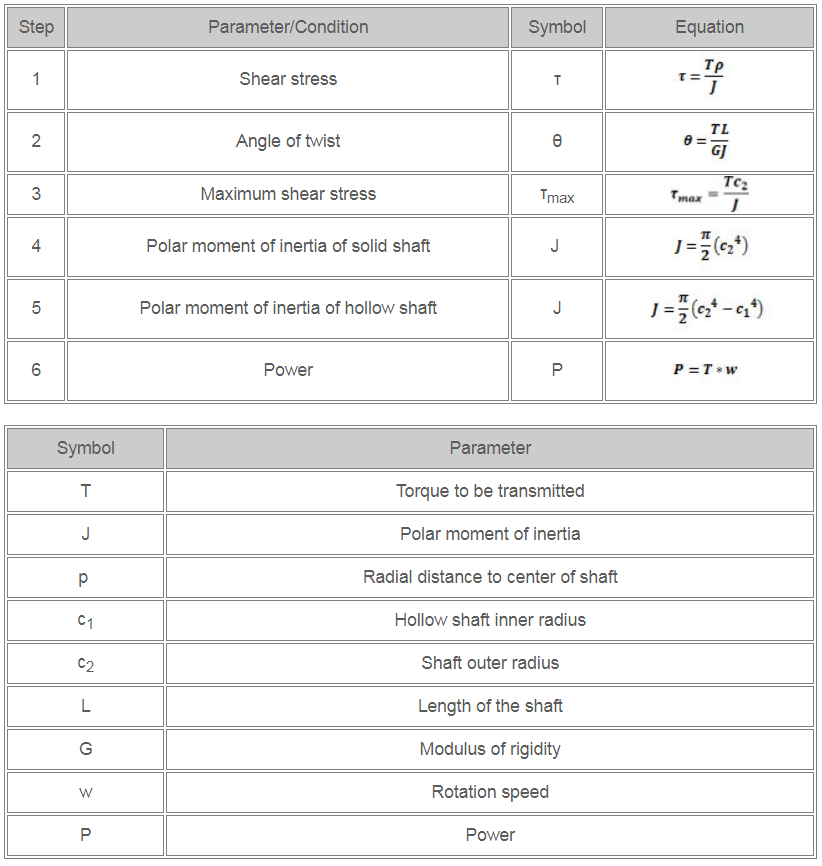 Step Parameter/Condition Symbol Equation
1 Shear stress τ τ = Tρ/J
2 Angle of twist θ θ = TL/GJ
3 Maximum shear stress τmax τmax = Tc₂/J
4 Polar moment of inertia of solid shaft J J = π/2 (c₂⁴)
5 Polar moment of inertia of hollow shaft J J = π/2 (c₂⁴ − c₁⁴)
6 Power P P = T * w
Symbol Parameter
T Torque to be transmitted
J Polar moment of inertia
p Radial distance to center of shaft
c₁ Hollow shaft inner radius
c₂ Shaft outer radius
L Length of the shaft
G Modulus of rigidity
w Rotation speed
P Power